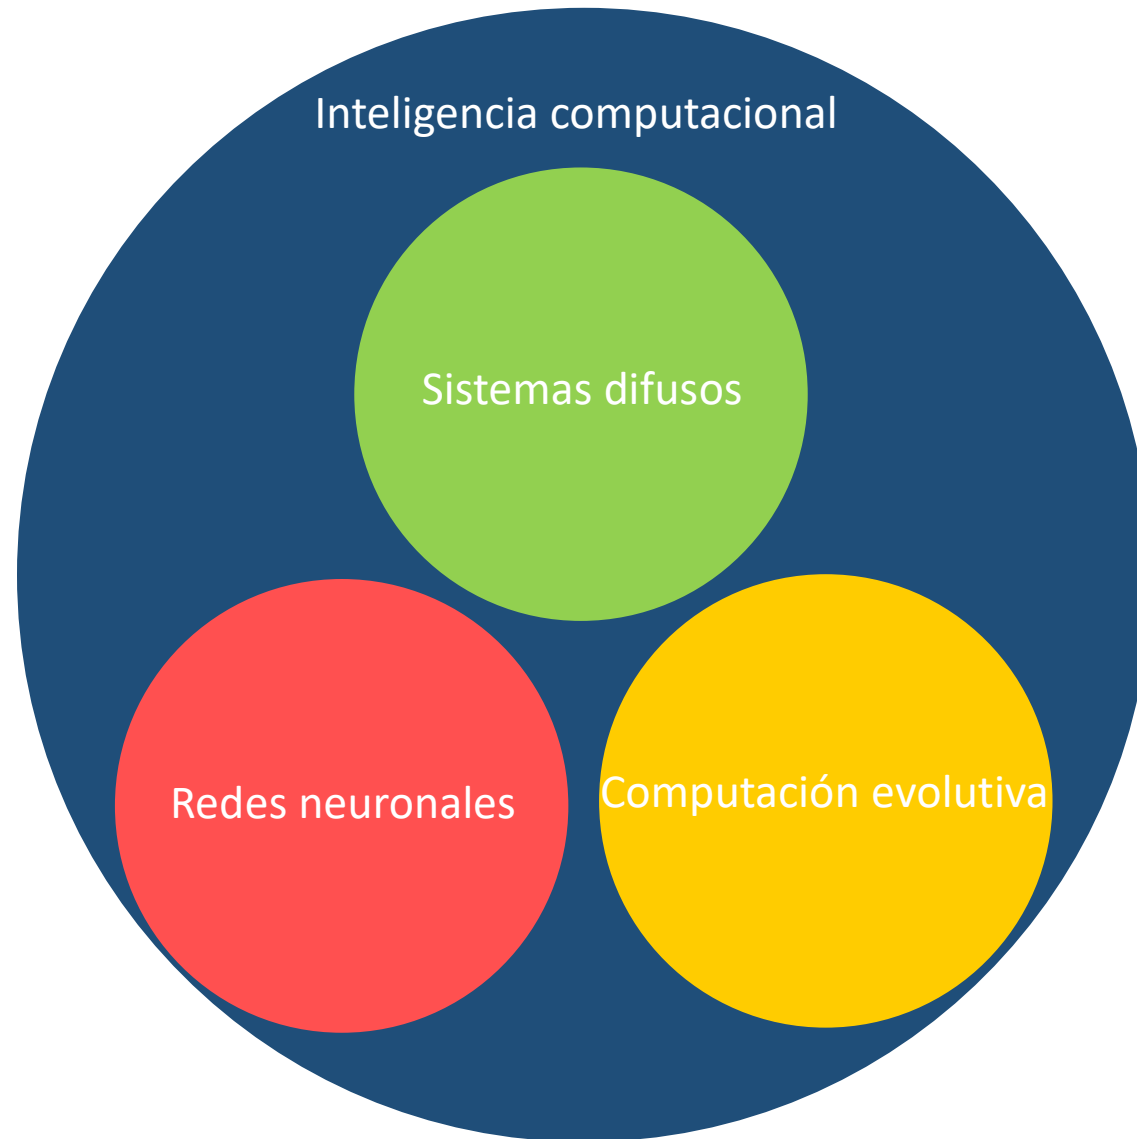 Inteligencia computacional
Sistemas difusos
Redes neuronales
Computación evolutiva